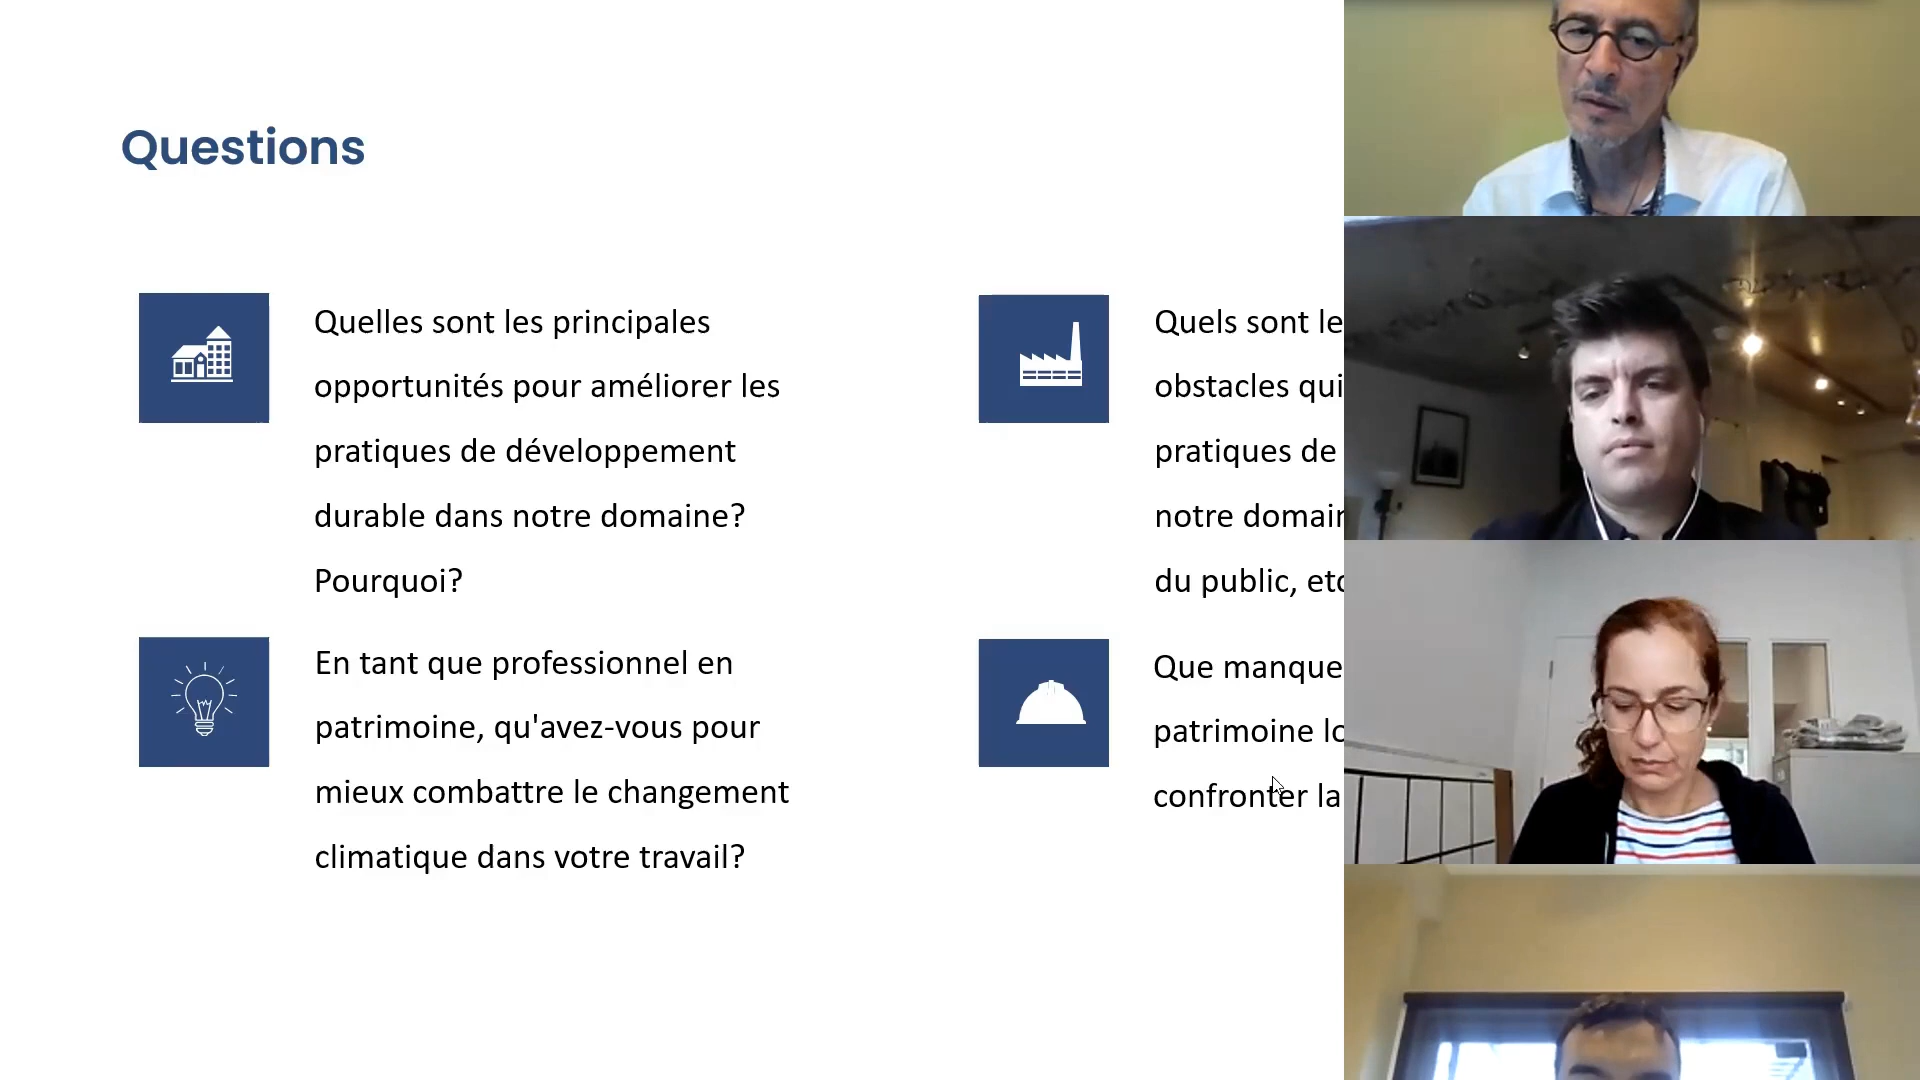 Questions
Quelles sont les principales
opportunités pour améliorer les
pratiques de développement
durable dans notre domaine?
Pourquoi?
Quels sont le
obstacles qui
pratiques de
notre domai
du public, etc
En tant que professionnel en
patrimoine, qu'avez-vous pour
mieux combattre le changement
climatique dans votre travail?
Que manque
patrimoine lo
confronter la